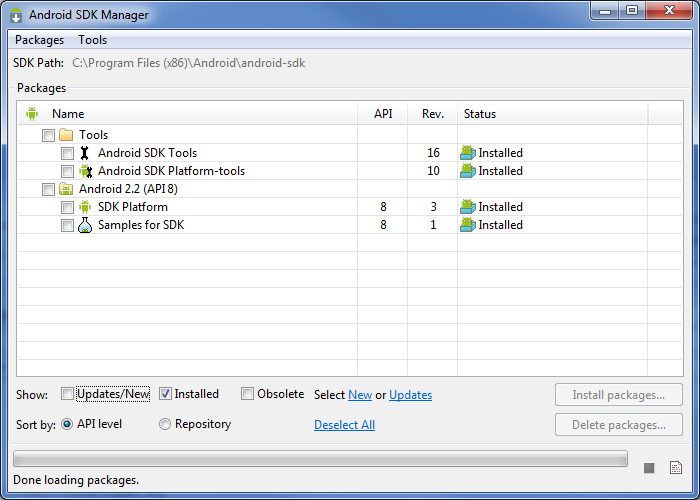 Android SDK Manager
Packages Tools
SDK Path: C:\Program Files (x86)\Android\android-sdk
Packages
Name API Rev. Status
Tools
Android SDK Tools 16 Installed
Android SDK Platform-tools 10 Installed
Android 2.2 (API 8)
SDK Platform 8 3 Installed
Samples for SDK 8 1 Installed
Show: Updates/New Installed Obsolete Select New or Updates Install packages...
Sort by: API level Repository Deselect All Delete packages...
Done loading packages.